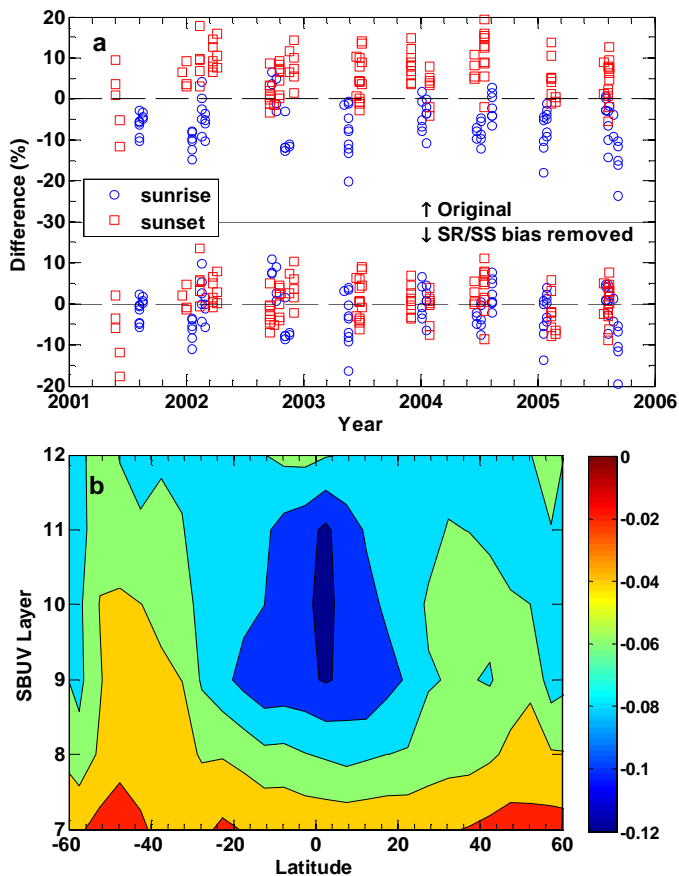 a
20
10
0
-10
-20
-30
0
-10
-20
Difference (%)
sunrise
sunset
↑ Original
↓ SR/SS bias removed
2001 2002 2003 2004 2005 2006
Year
b
12
11
10
9
8
7
SBUV Layer
-60 -40 -20 0 20 40 60
Latitude
0
-0.02
-0.04
-0.06
-0.08
-0.1
-0.12